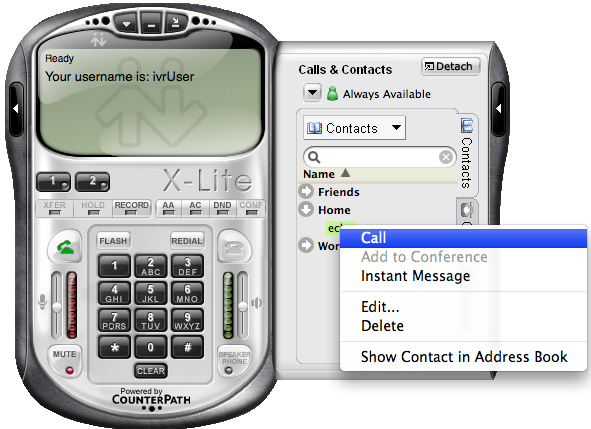 Ready
Your username is: ivrUser
Calls & Contacts
Detach
Always Available
Contacts
Name
Friends
Home
Contacts
Call
Add to Conference
Instant Message
Edit...
Delete
Show Contact in Address Book
1 2
X-Lite
XFER HOLD RECORD AA AC DND CONF
FLASH REDIAL
1 2 ABC 3 DEF
4 GHI 5 JKL 6 MNO
7 PQRS 8 TUV 9 WXYZ
* 0 #
MUTE
CLEAR
SPEAKER
PHONE
Powered by
COUNTERPATH